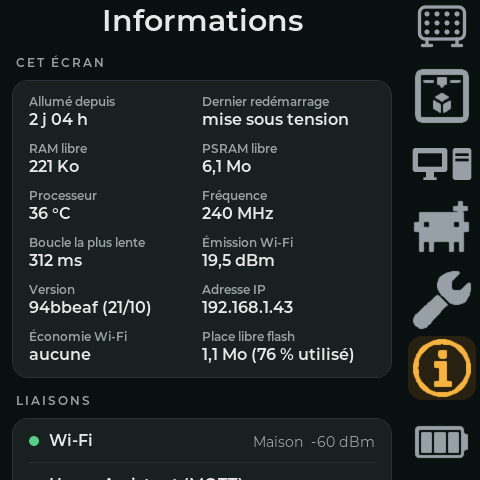 Informations
CET ÉCRAN
Allumé depuis
2 j 04 h
Dernier redémarrage
mise sous tension
RAM libre
221 Ko
PSRAM libre
6,1 Mo
Processeur
36 °C
Fréquence
240 MHz
Boucle la plus lente
312 ms
Émission Wi-Fi
19,5 dBm
Version
94bbeaf (21/10)
Adresse IP
192.168.1.43
Économie Wi-Fi
aucune
Place libre flash
1,1 Mo (76 % utilisé)
LIAISONS
Wi-Fi
Maison -60 dBm